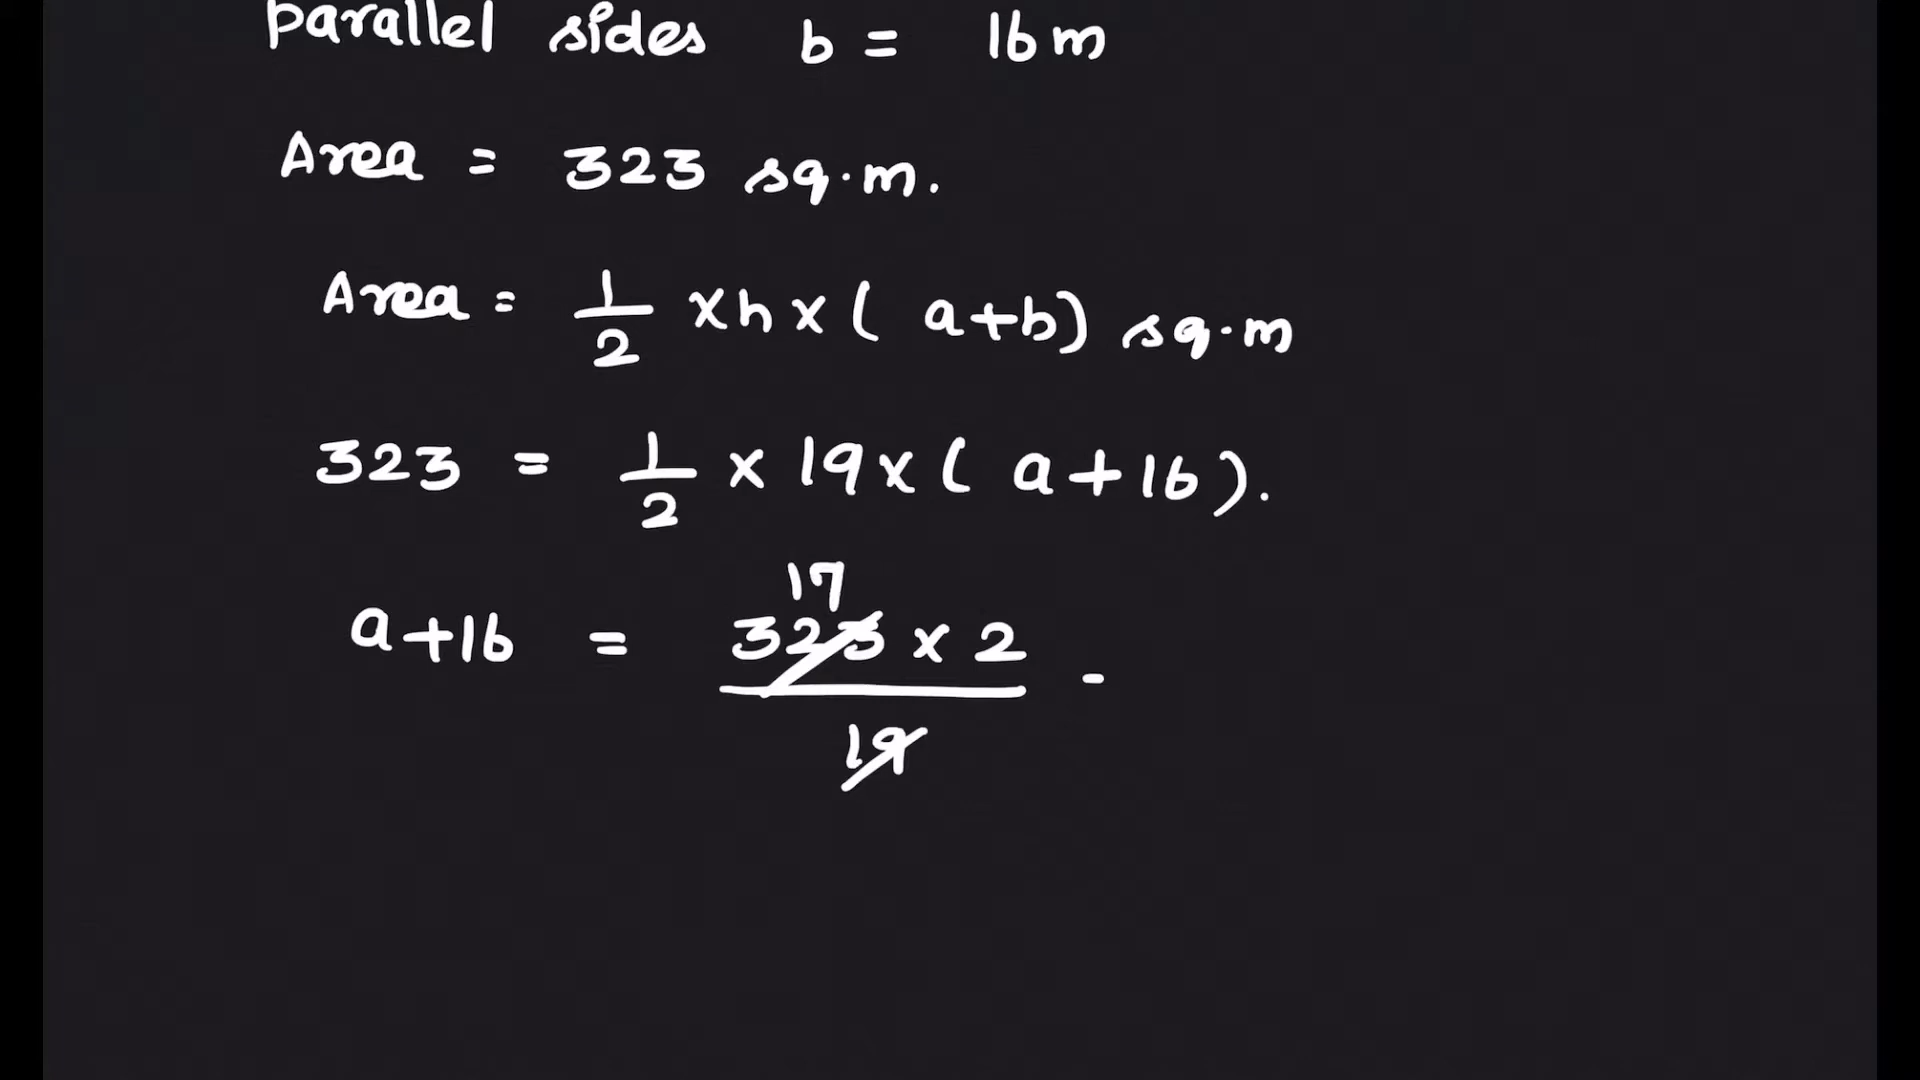 parallel sides b = 16m
Area = 323 sq.m.
Area = 1/2 x h x ( a+b) sq.m
323 = 1/2 x 19 x ( a+16).
17
a+16 = 323 x 2 / 19 -